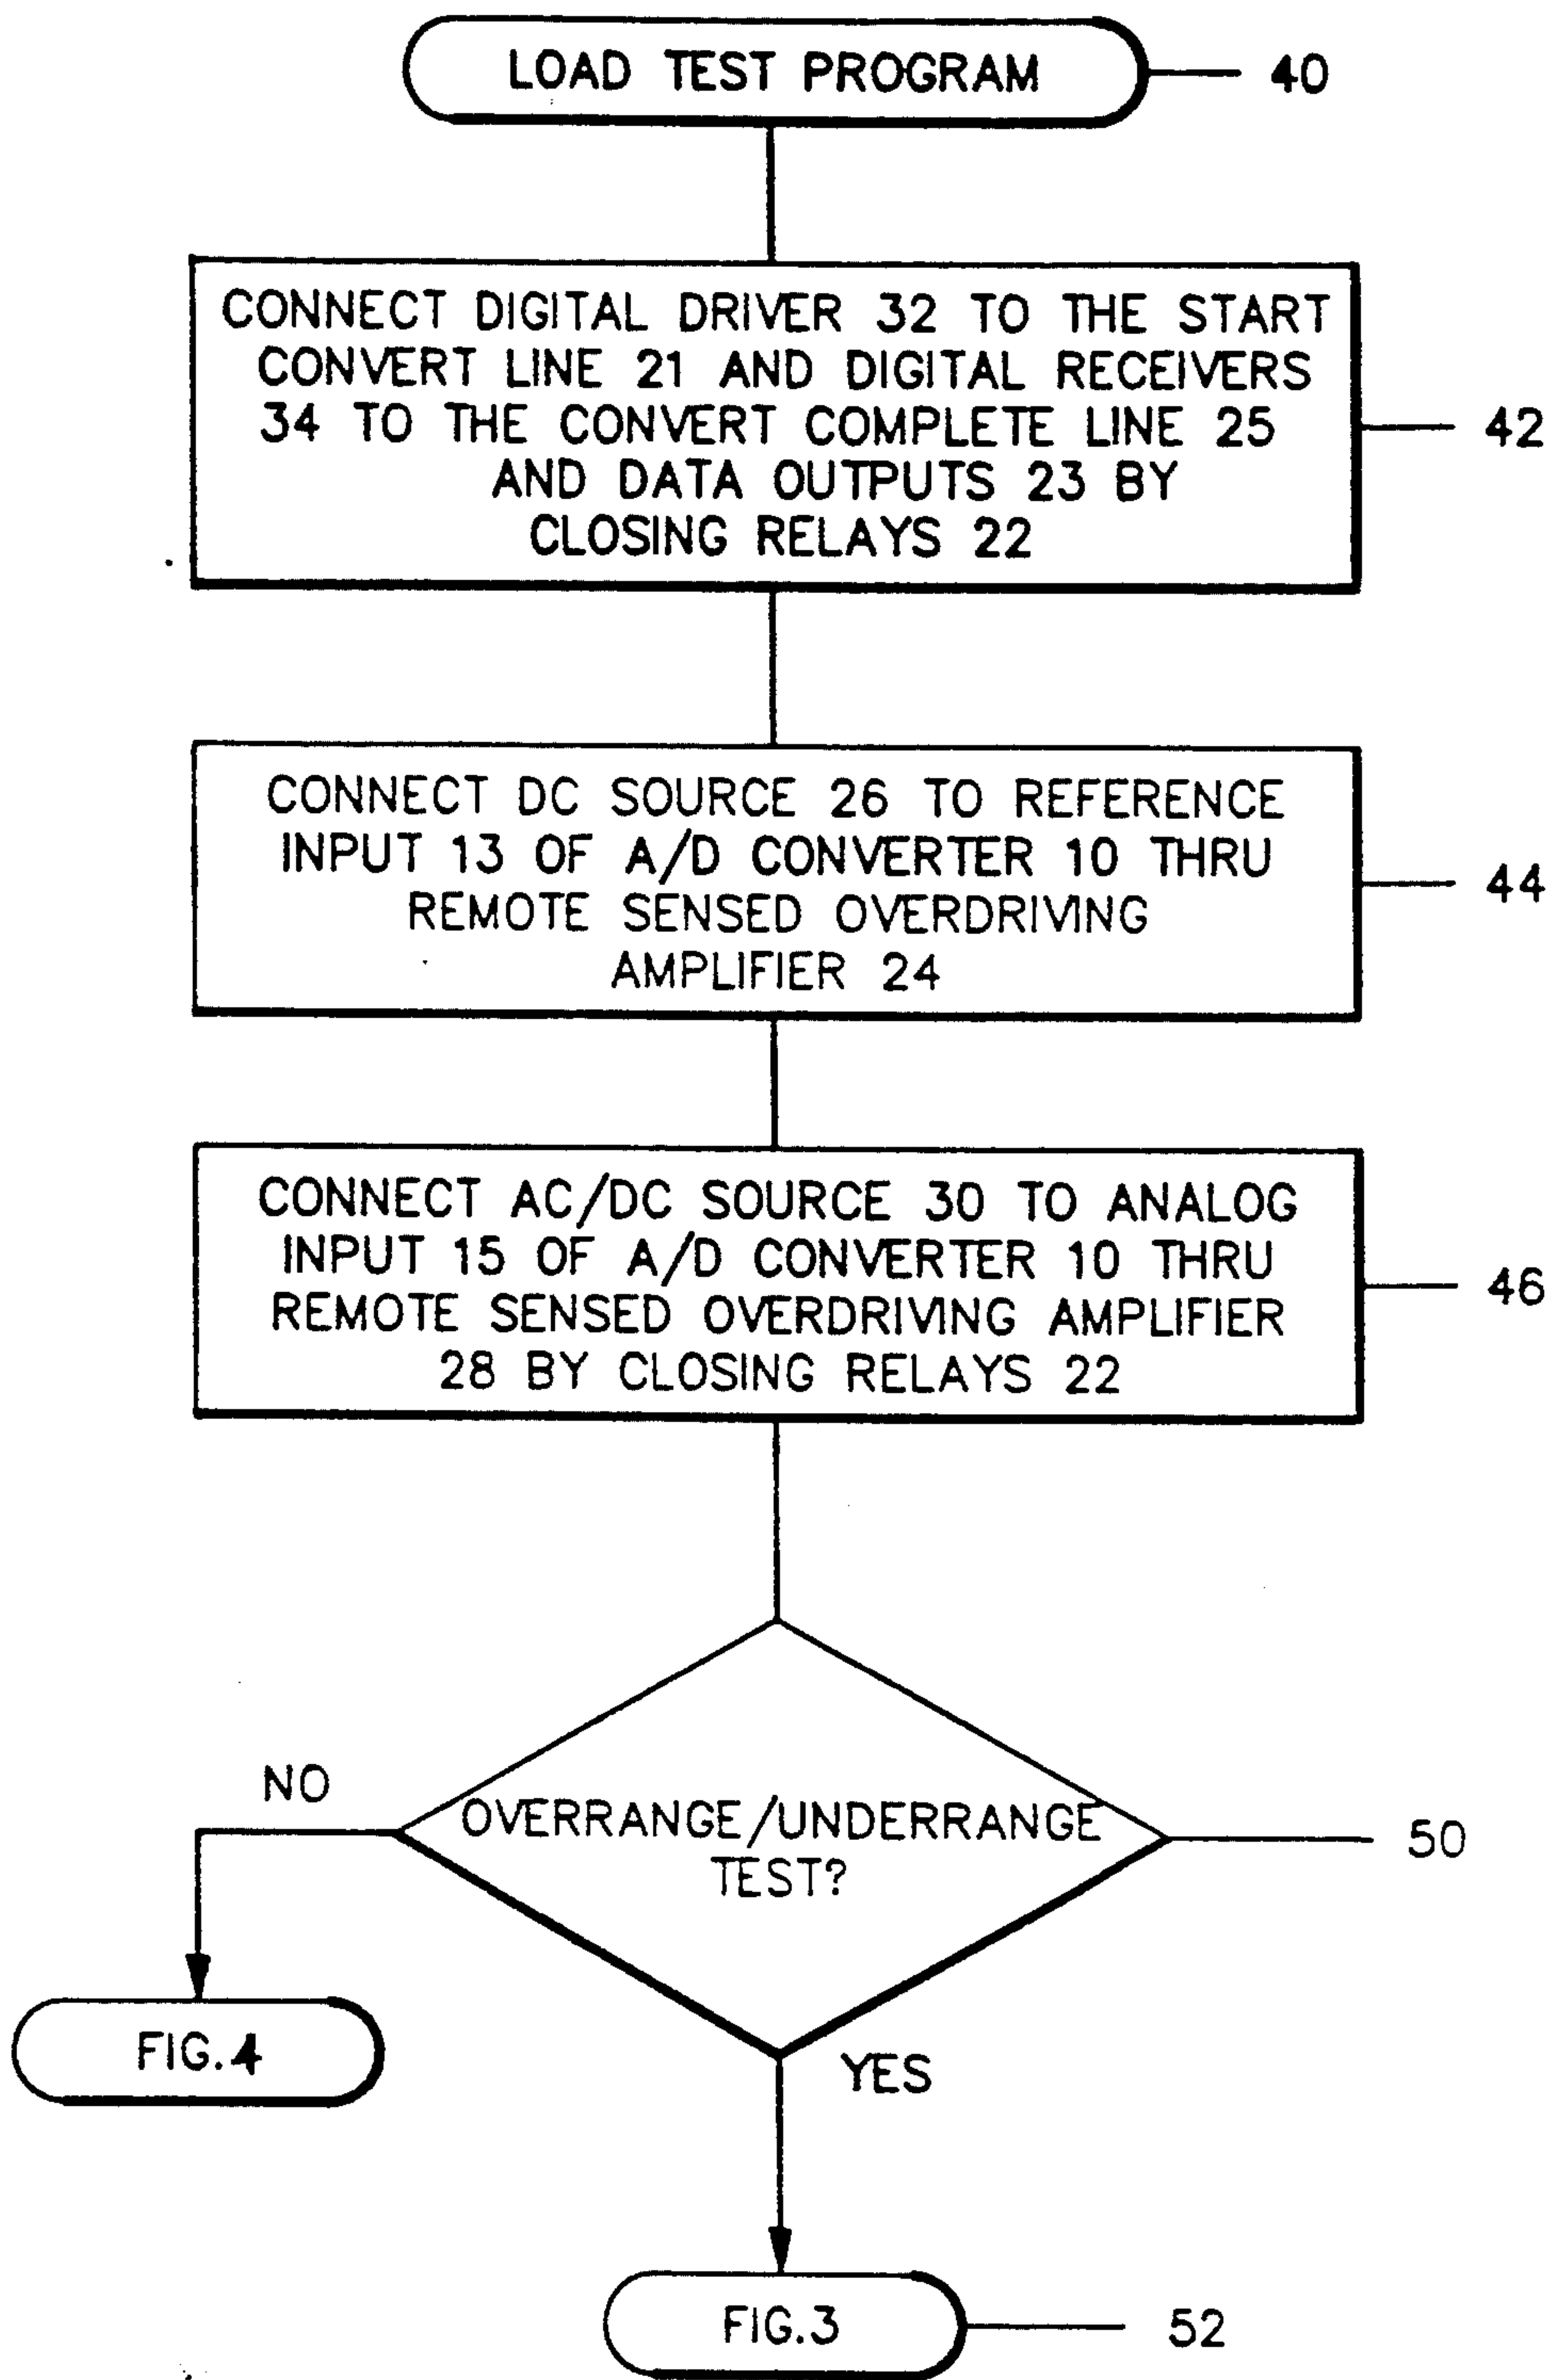 LOAD TEST PROGRAM
40
CONNECT DIGITAL DRIVER 32 TO THE START
CONVERT LINE 21 AND DIGITAL RECEIVERS
34 TO THE CONVERT COMPLETE LINE 25
AND DATA OUTPUTS 23 BY
CLOSING RELAYS 22
42
CONNECT DC SOURCE 26 TO REFERENCE
INPUT 13 OF A/D CONVERTER 10 THRU
REMOTE SENSED OVERDRIVING
AMPLIFIER 24
44
CONNECT AC/DC SOURCE 30 TO ANALOG
INPUT 15 OF A/D CONVERTER 10 THRU
REMOTE SENSED OVERDRIVING AMPLIFIER
28 BY CLOSING RELAYS 22
46
NO
OVERRANGE/UNDERRANGE
TEST?
50
FIG.4
YES
FIG.3
52